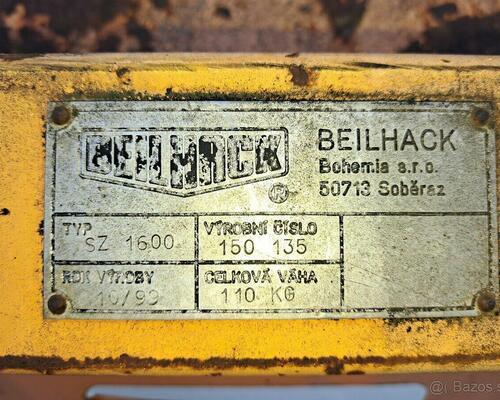 BEILHACK
®
BEILHACK
Bohemia s.r.o.
50713 Soběraz
TYP
SZ 1600
VÝROBNÍ ČÍSLO
150 135
ROK VÝROBY
10/99
CELKOVÁ VÁHA
110 KG
© Bazos